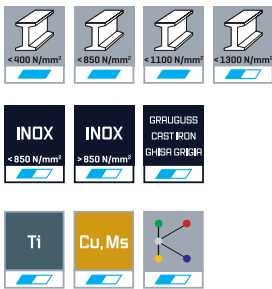 <400 N/mm² <850 N/mm² <1100 N/mm² <1300 N/mm²
INOX INOX GRAUGUSS
CAST IRON
GHISA GRIGIA
<850 N/mm² >850 N/mm²
Ti Cu, Ms